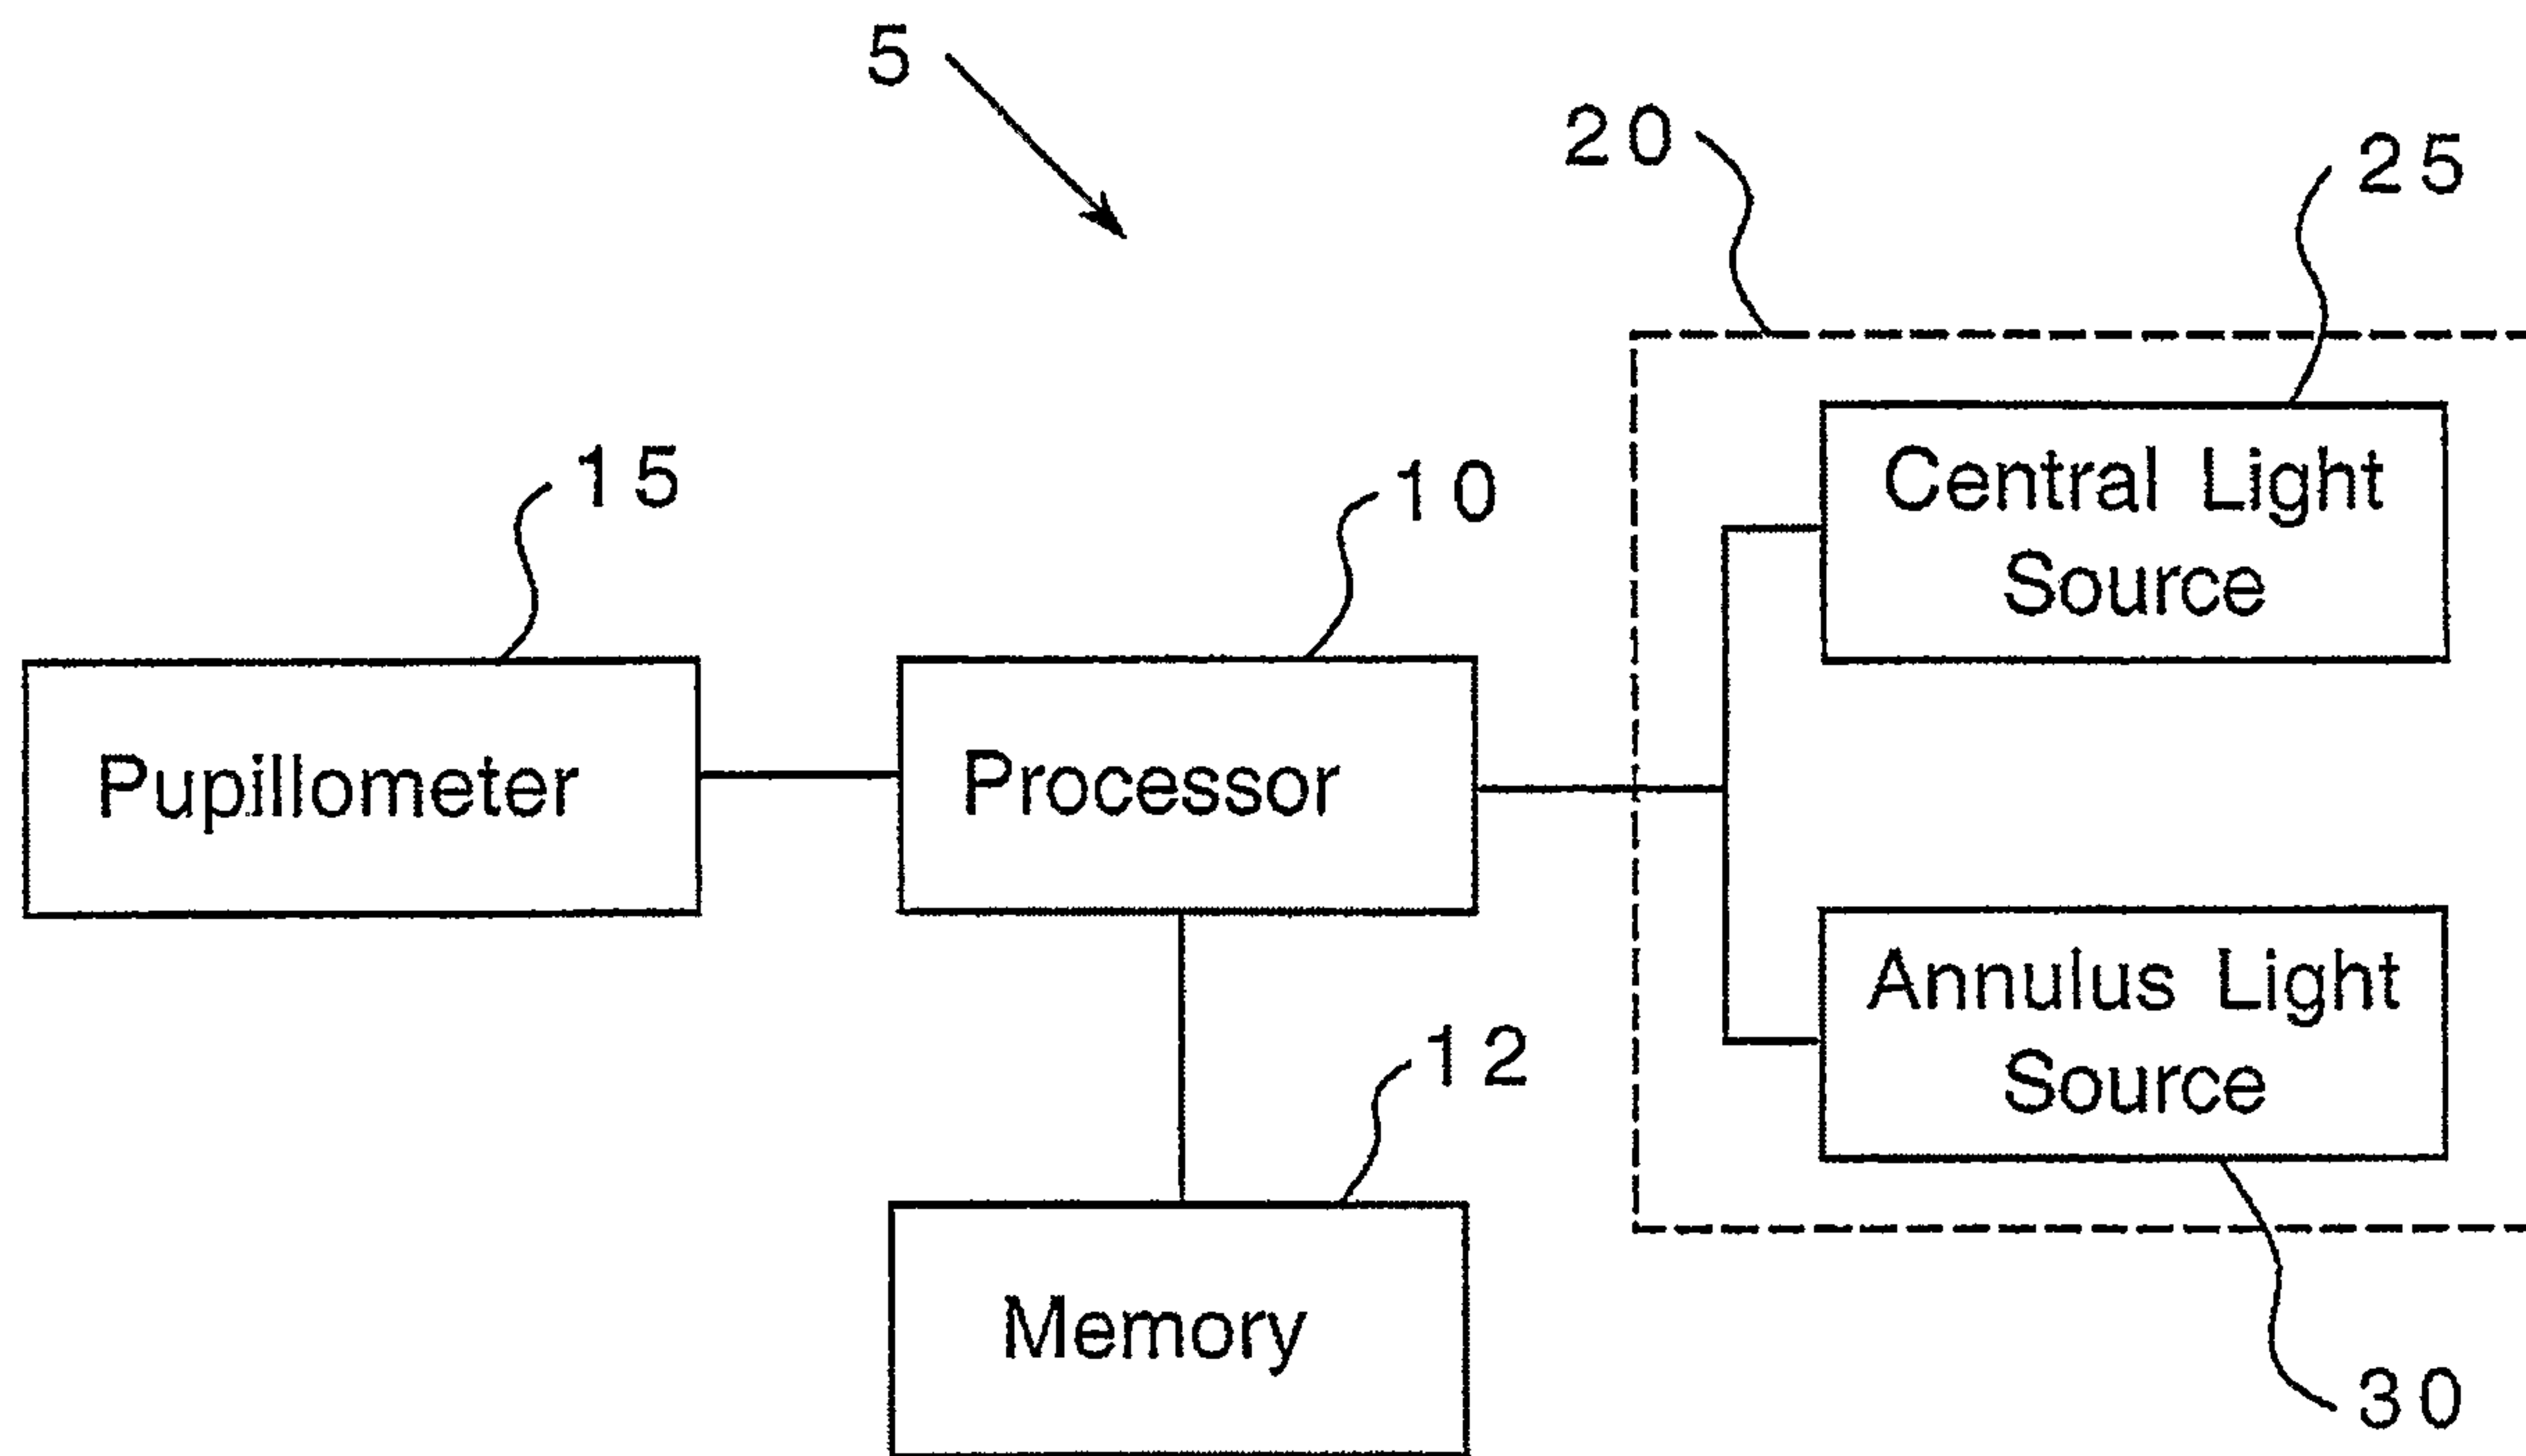 5
20
25
Central Light
Source
15
10
Pupillometer
Processor
Annulus Light
Source
12
Memory
30